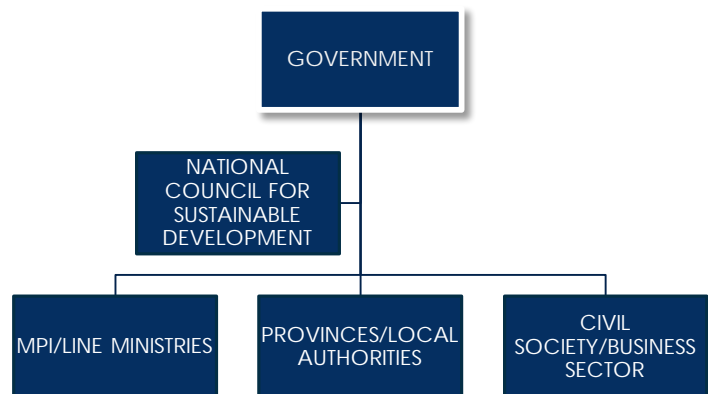 GOVERNMENT
NATIONAL
COUNCIL FOR
SUSTAINABLE
DEVELOPMENT
MPI/LINE MINISTRIES
PROVINCES/LOCAL
AUTHORITIES
CIVIL
SOCIETY/BUSINESS
SECTOR